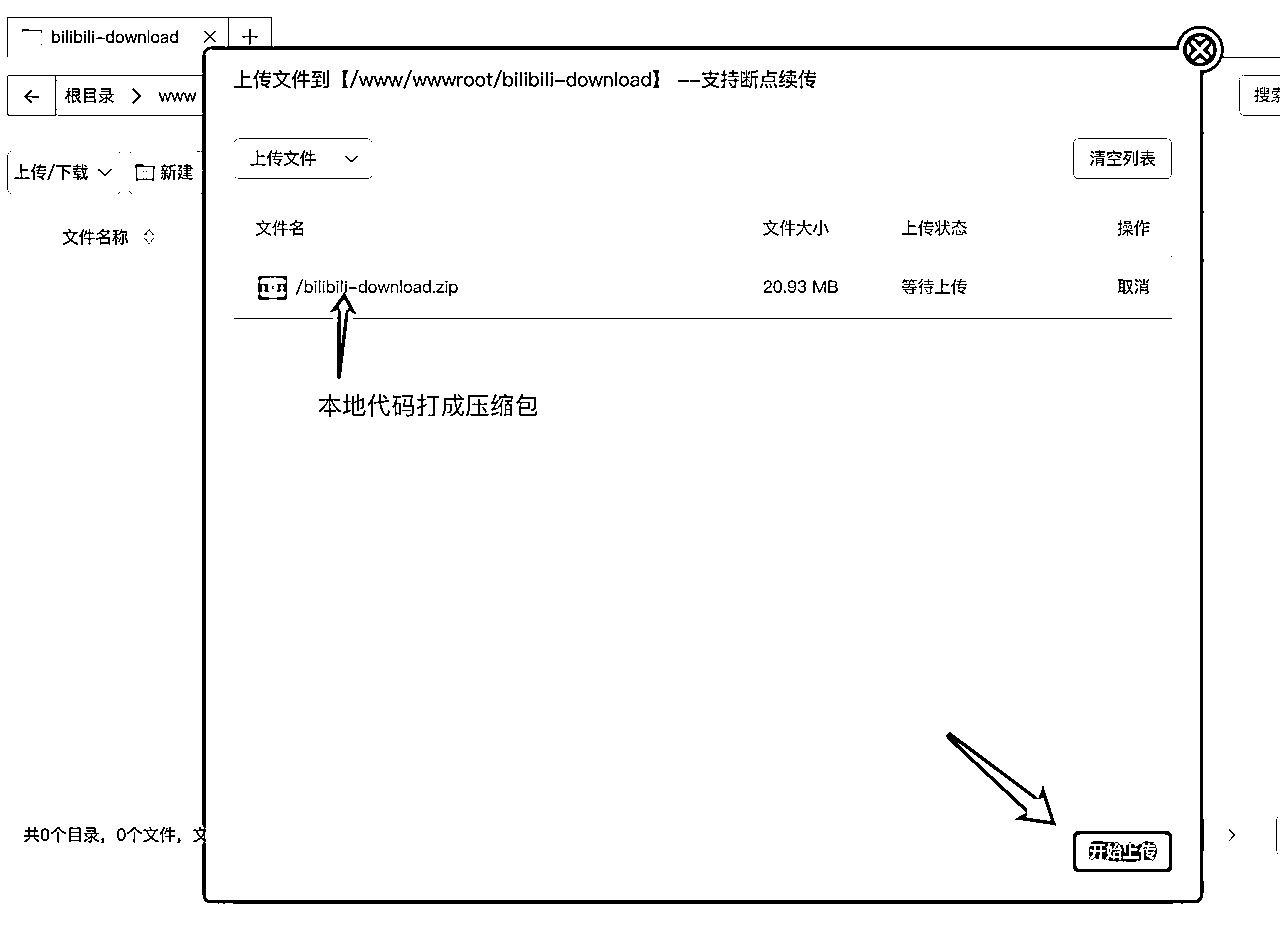 bilibili-download
上传文件到【/www/wwwroot/bilibili-download】 --支持断点续传
根目录 www
搜索
上传文件
清空列表
上传/下载
新建
文件名 文件大小 上传状态 操作
文件名称
/bilibili-download.zip 20.93 MB 等待上传 取消
本地代码打成压缩包
共0个目录，0个文件，文
开始上传